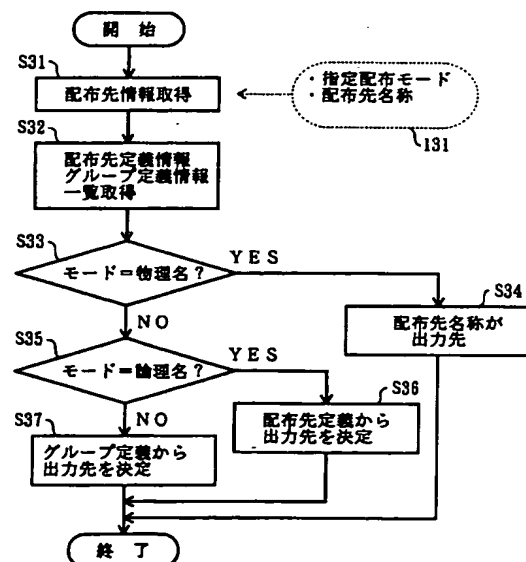 開 始
S31
配布先情報取得
・指定配布モード
・配布先名称
131
S32
配布先定義情報
グループ定義情報
一覧取得
S33
モード=物理名?
YES
NO
S34
配布先名称が
出力先
S35
モード=論理名?
YES
NO
S36
配布先定義から
出力先を決定
S37
グループ定義から
出力先を決定
終 了